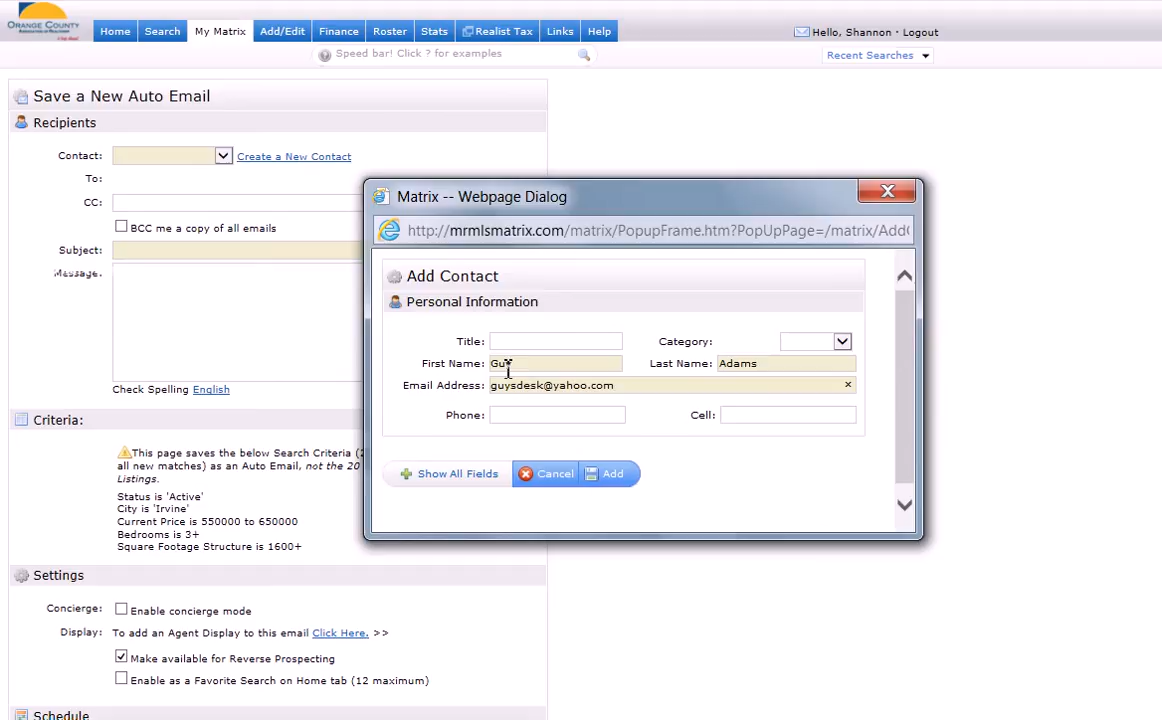 ORANGE COUNTY
Home Search My Matrix Add/Edit Finance Roster Stats Realist Tax Links Help
Hello, Shannon · Logout
Speed bar! Click ? for examples
Recent Searches
Save a New Auto Email
Recipients
Contact: Create a New Contact
To:
CC:
BCC me a copy of all emails
Subject:
Message:
Check Spelling English
Criteria:
This page saves the below Search Criteria (
all new matches) as an Auto Email, not the 20
Listings.
Status is 'Active'
City is 'Irvine'
Current Price is 550000 to 650000
Bedrooms is 3+
Square Footage Structure is 1600+
Settings
Concierge: Enable concierge mode
Display: To add an Agent Display to this email Click Here. >>
Make available for Reverse Prospecting
Enable as a Favorite Search on Home tab (12 maximum)
Schedule
Matrix -- Webpage Dialog
http://mrmlsmatrix.com/matrix/PopupFrame.htm?PopUpPage=/matrix/Add
Add Contact
Personal Information
Title: Category:
First Name: Guy Last Name: Adams
Email Address: guysdesk@yahoo.com ×
Phone: Cell:
Show All Fields Cancel Add